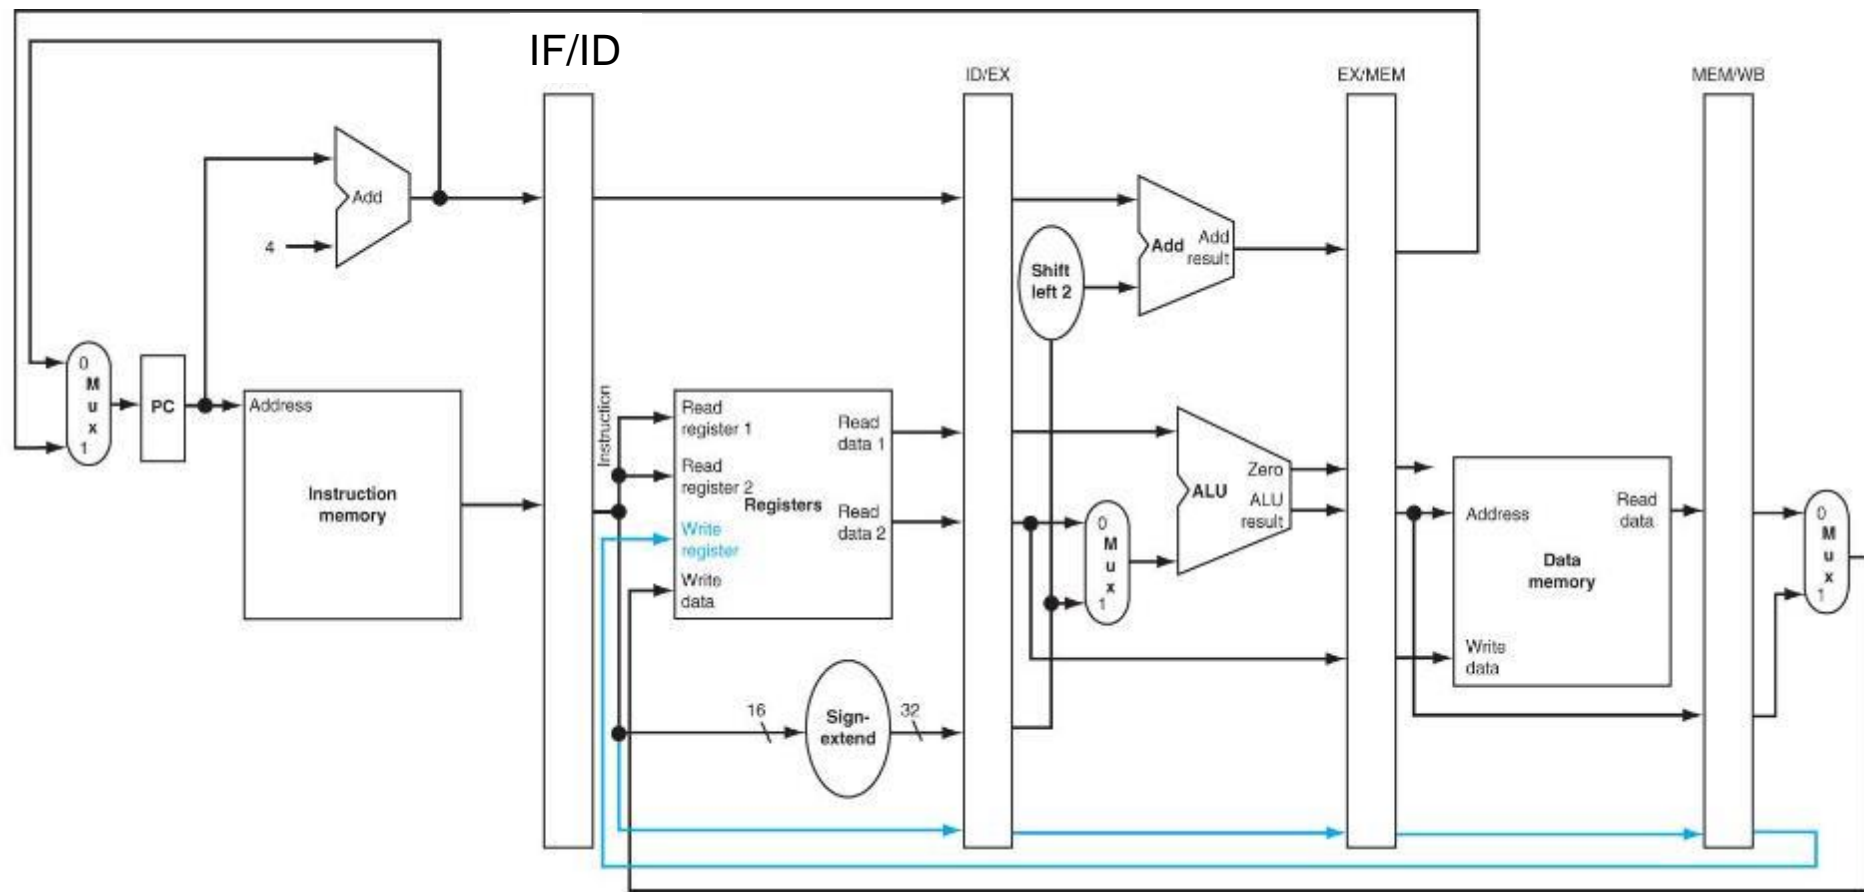 IF/ID
ID/EX
EX/MEM
MEM/WB
Add
4
Add
Add
result
Shift
left 2
0
M
u
x
1
PC
Address
Instruction
memory
Instruction
Read
register 1
Read
register 2
Registers
Write
register
Write
data
Read
data 1
Read
data 2
16
Sign-
extend
32
0
M
u
x
1
Zero
ALU
ALU
result
Address
Read
data
Data
memory
Write
data
0
M
u
x
1